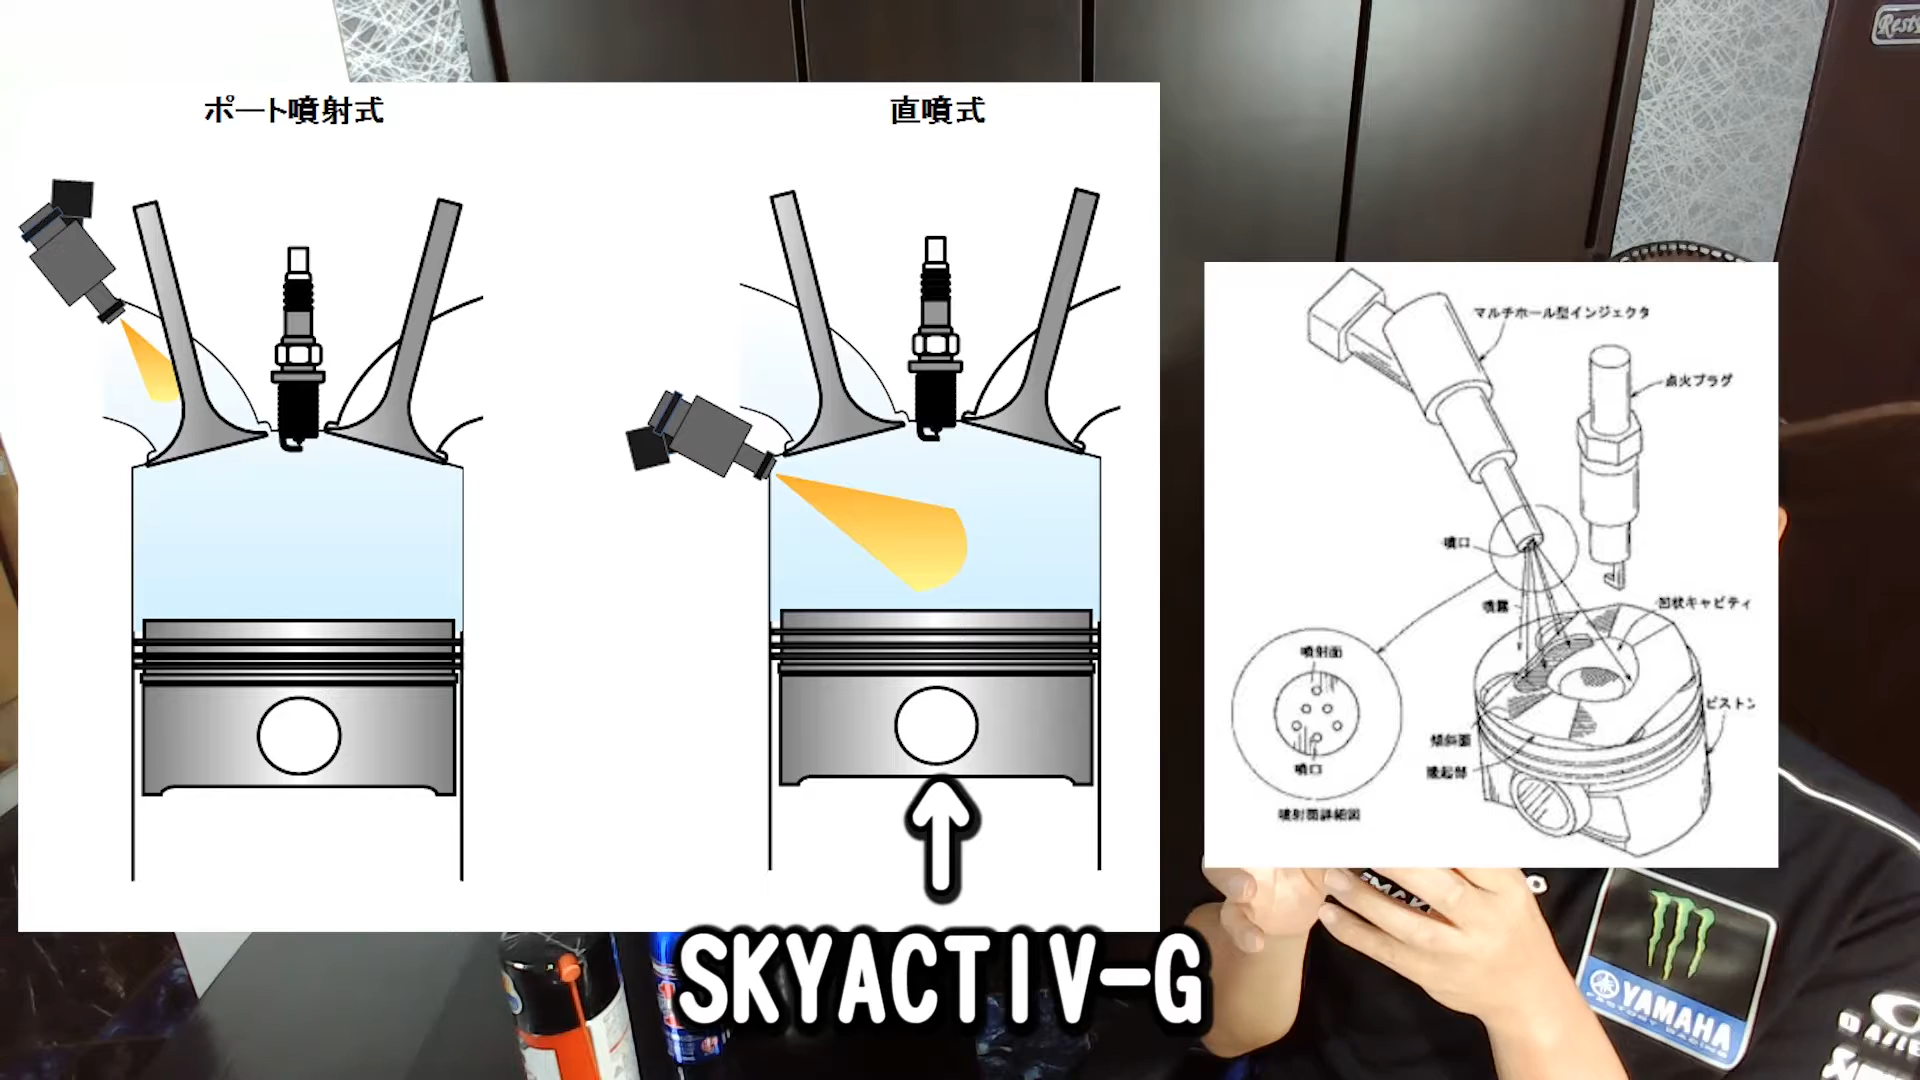 ポート噴射式
直噴式
マルチホール型インジェクタ
点火プラグ
噴口
噴霧
凹状キャビティ
噴射面
ピストン
傾斜面
隆起部
噴口
噴射面詳細図
SKYACTIV-G
YAMAHA
FACTORY RACING